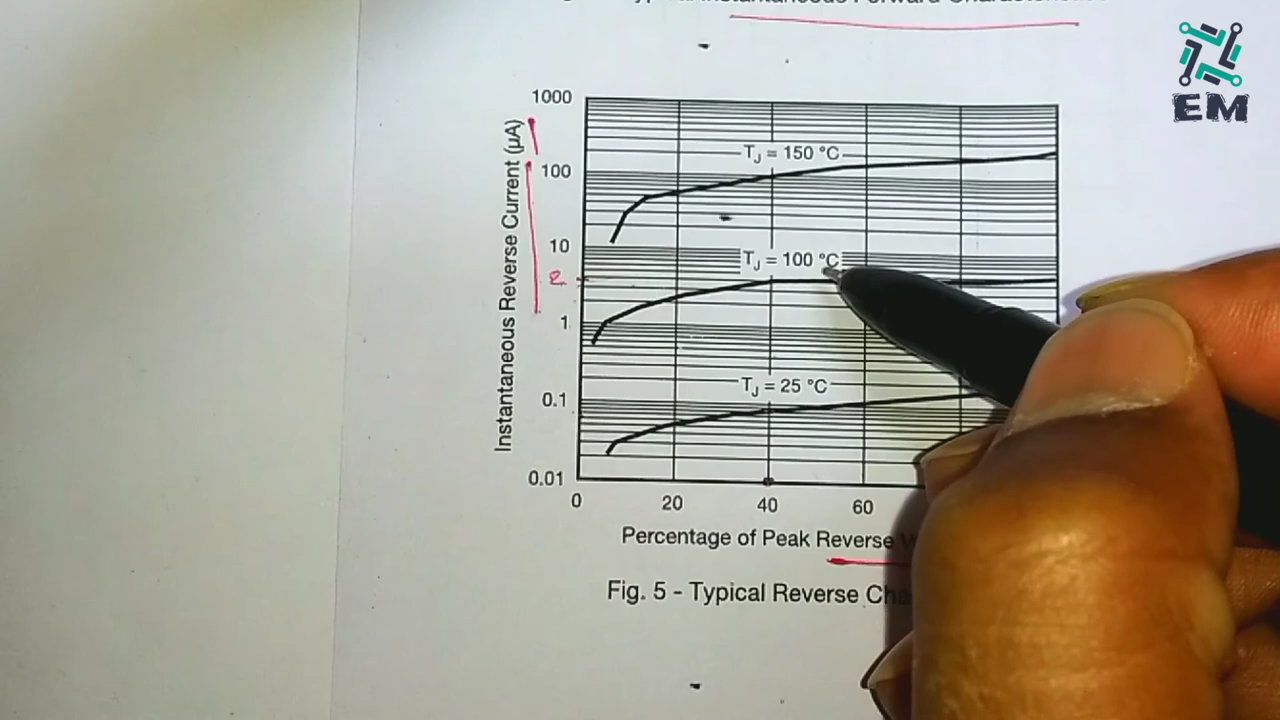 EM
1000
Instantaneous Reverse Current (µA)
TJ = 150 °C
100
10
TJ = 100 °C
2
1
TJ = 25 °C
0.1
0.01
0 20 40 60
Percentage of Peak Reverse
Fig. 5 - Typical Reverse